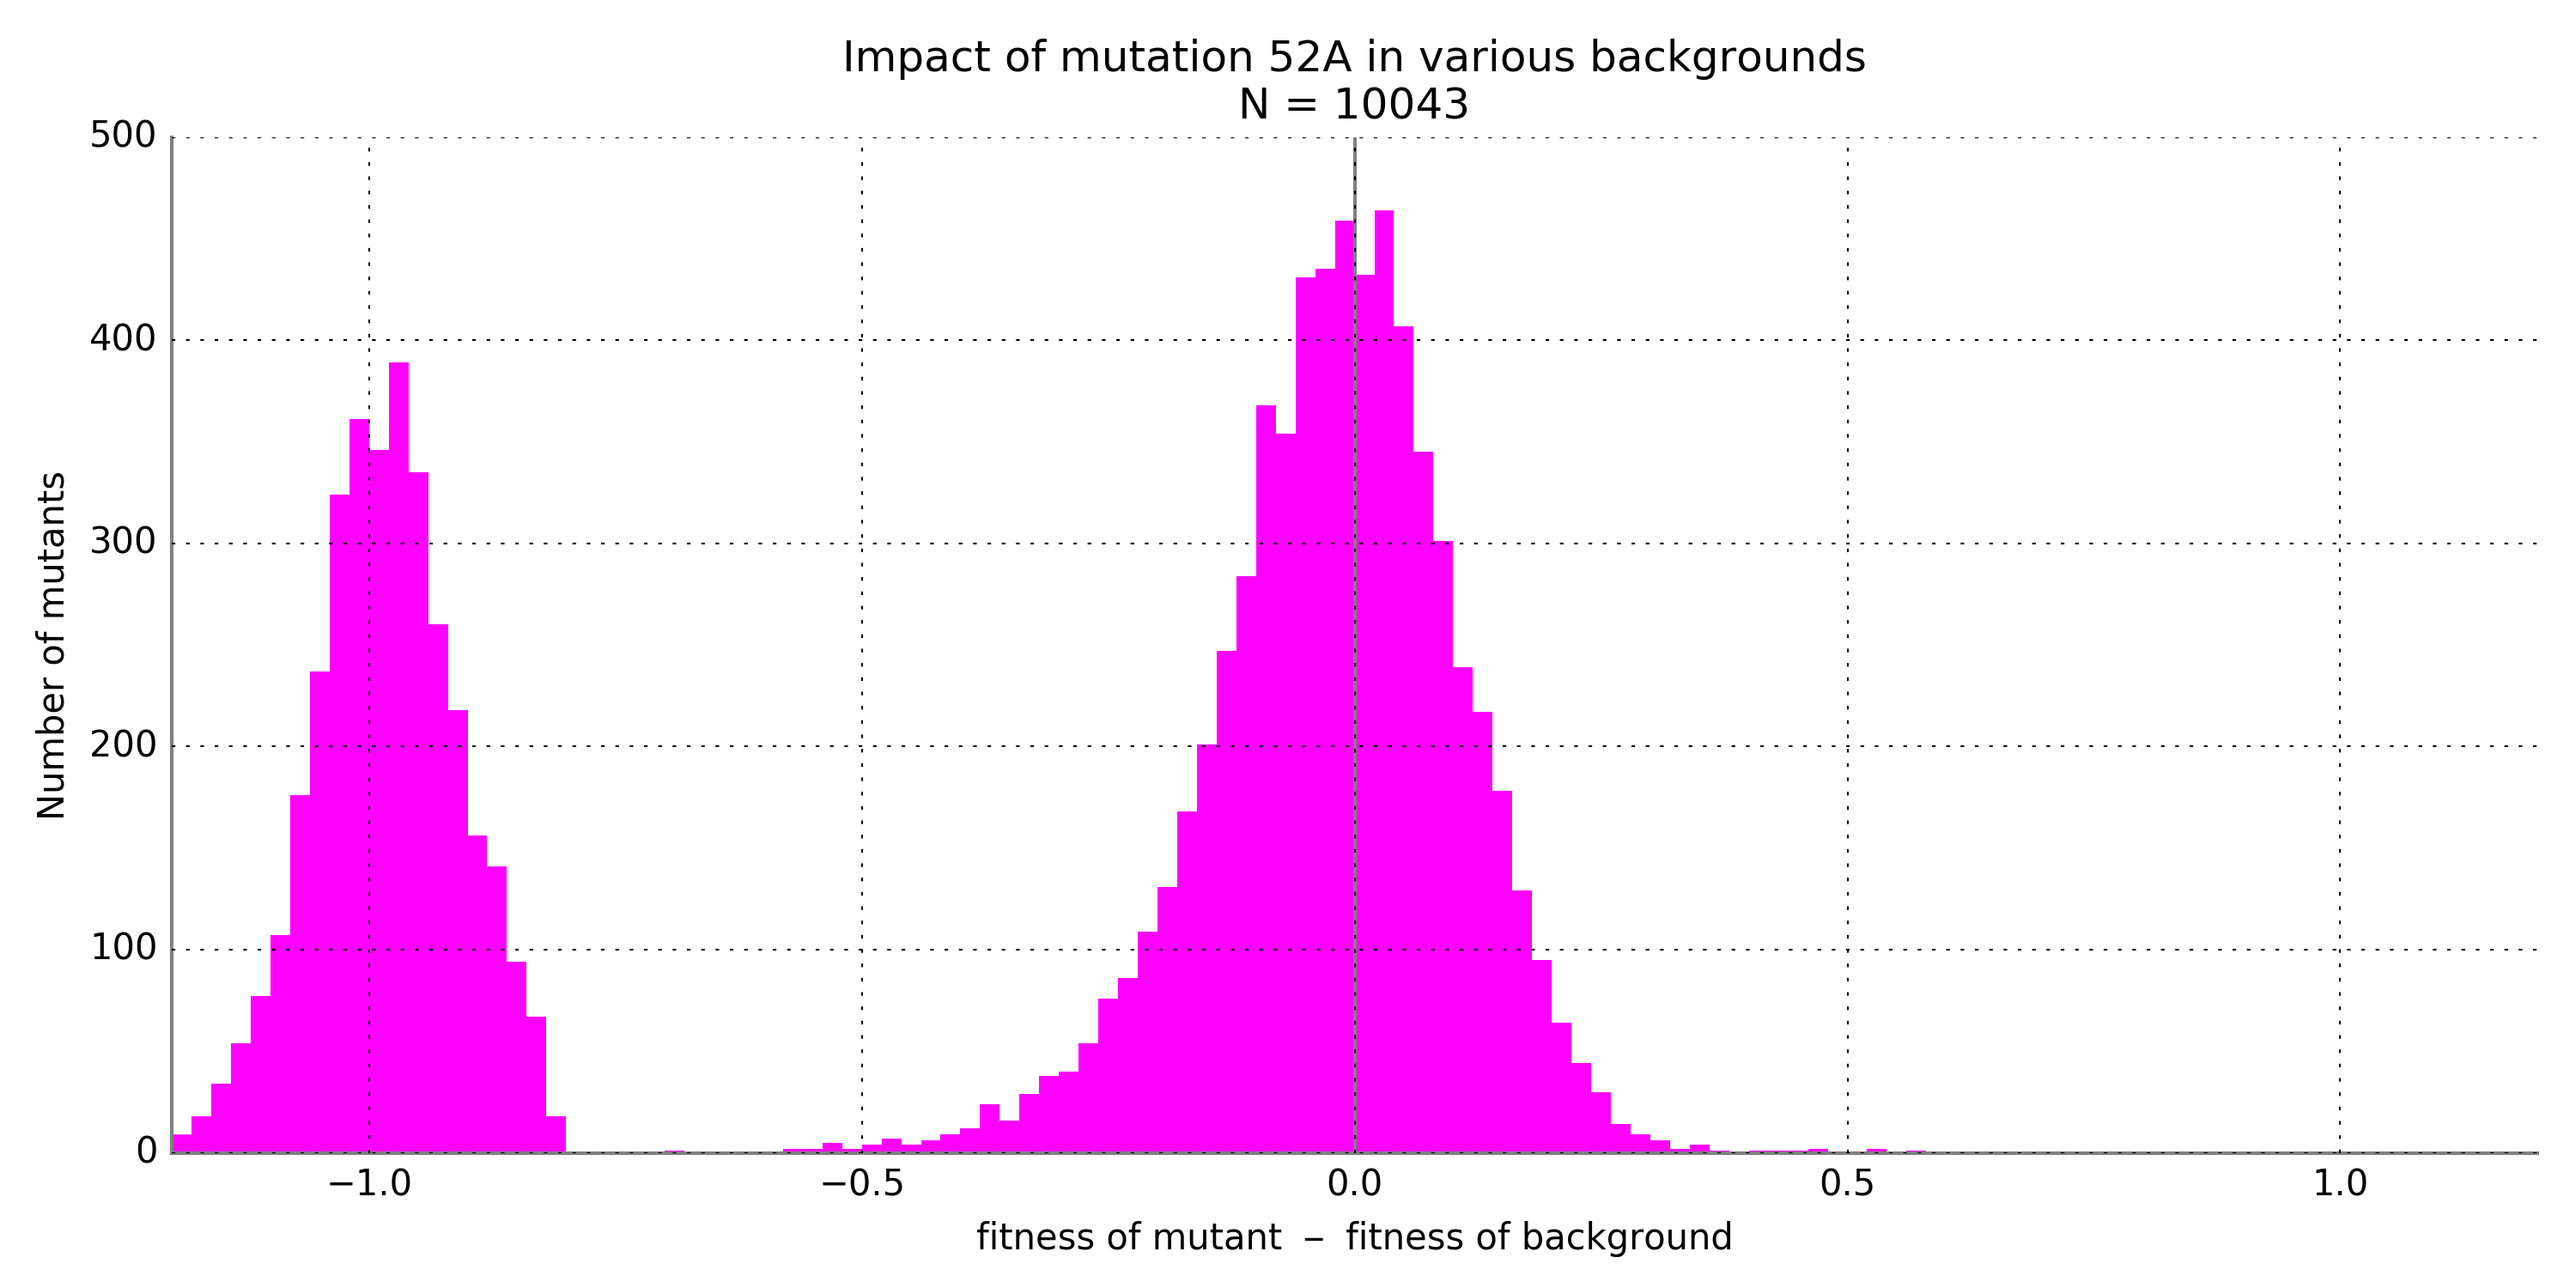 Impact of mutation 52A in various backgrounds
N = 10043
500
400
300
200
100
0
Number of mutants
−1.0
−0.5
0.0
0.5
1.0
fitness of mutant − fitness of background